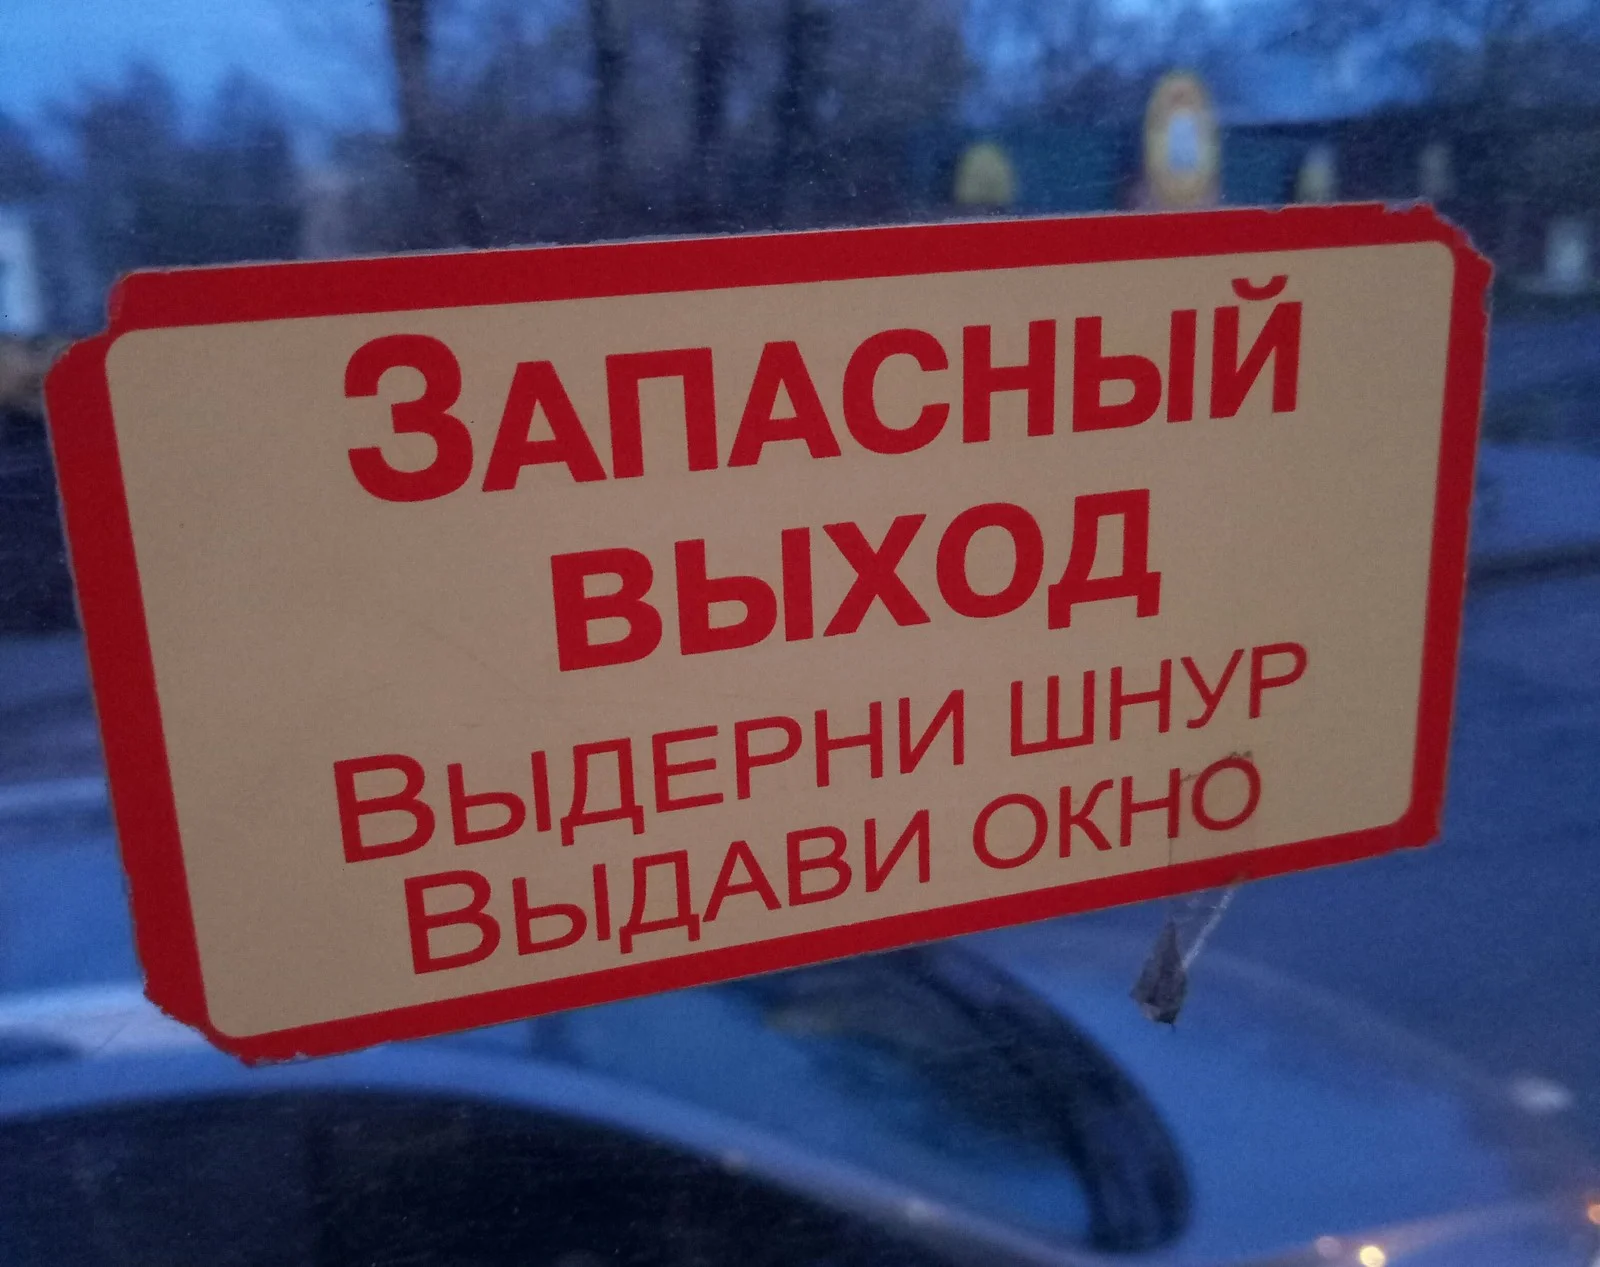 Запасный
выход
Выдерни шнур
Выдави окно